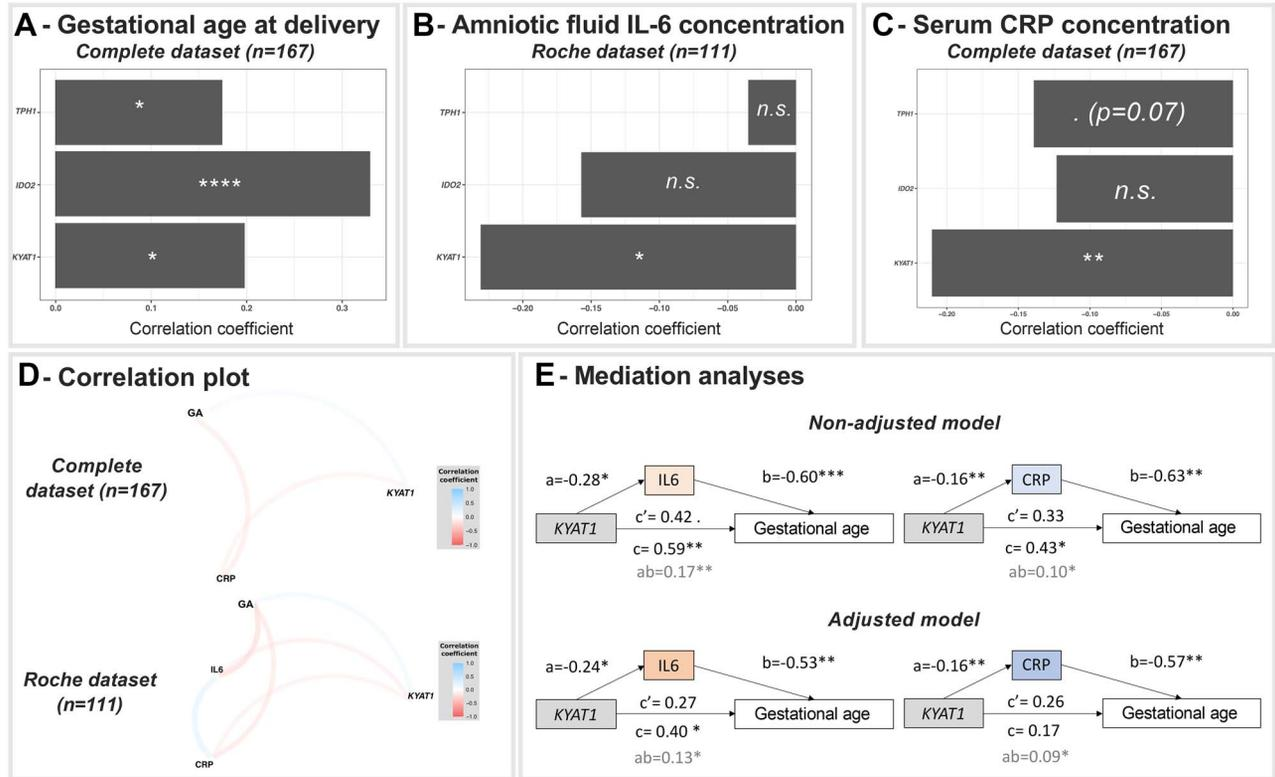 A - Gestational age at delivery
Complete dataset (n=167)
TPH1
*
IDO2
****
KYAT1
*
0.0 0.1 0.2 0.3
Correlation coefficient
B - Amniotic fluid IL-6 concentration
Roche dataset (n=111)
TPH1
n.s.
IDO2
n.s.
KYAT1
*
−0.20 −0.15 −0.10 −0.05 0.00
Correlation coefficient
C - Serum CRP concentration
Complete dataset (n=167)
TPH1
. (p=0.07)
IDO2
n.s.
KYAT1
**
−0.20 −0.15 −0.10 −0.05 0.00
Correlation coefficient
D - Correlation plot
Complete
dataset (n=167)
GA
KYAT1
CRP
Correlation
coefficient
1.0
0.5
0.0
−0.5
−1.0
Roche dataset
(n=111)
GA
IL6
KYAT1
CRP
Correlation
coefficient
1.0
0.5
0.0
−0.5
−1.0
E - Mediation analyses
Non-adjusted model
a=-0.28* IL6 b=-0.60***
KYAT1 c’= 0.42 . Gestational age
c= 0.59**
ab=0.17**
a=-0.16** CRP b=-0.63**
KYAT1 c’= 0.33 Gestational age
c= 0.43*
ab=0.10*
Adjusted model
a=-0.24* IL6 b=-0.53**
KYAT1 c’= 0.27 Gestational age
c= 0.40 *
ab=0.13*
a=-0.16** CRP b=-0.57**
KYAT1 c’= 0.26 Gestational age
c= 0.17
ab=0.09*